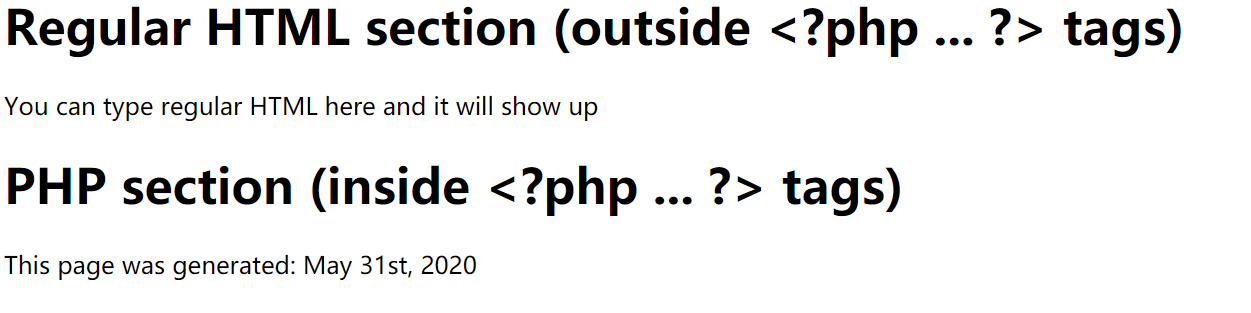 Regular HTML section (outside <?php ... ?> tags)
You can type regular HTML here and it will show up
PHP section (inside <?php ... ?> tags)
This page was generated: May 31st, 2020